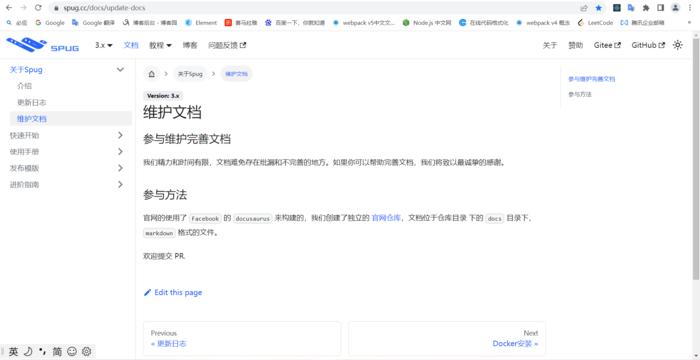 spug.cc/docs/update-docs
必应 Google Google 翻译 博客后台 - 博客园 Element 喜马拉雅 百度一下，你就知道 webpack v5中文文... Node.js 中文网 在线代码格式化 webpack v4 概念 LeetCode 腾讯企业邮箱
SPUG 3.x 文档 教程 博客 问题反馈 关于 赞助 Gitee GitHub
关于Spug
介绍
更新日志
维护文档
快速开始
使用手册
发布模版
进阶指南
关于Spug 维护文档
Version: 3.x
维护文档
参与维护完善文档
我们精力和时间有限，文档难免存在纰漏和不完善的地方。如果你可以帮助完善文档，我们将致以最诚挚的感谢。
参与方法
官网的使用了 Facebook 的 docusaurus 来构建的，我们创建了独立的 官网仓库，文档位于仓库目录 下的 docs 目录下，
markdown 格式的文件。
欢迎提交 PR.
Edit this page
Previous
« 更新日志
Next
Docker安装 »
参与维护完善文档
参与方法
英 简